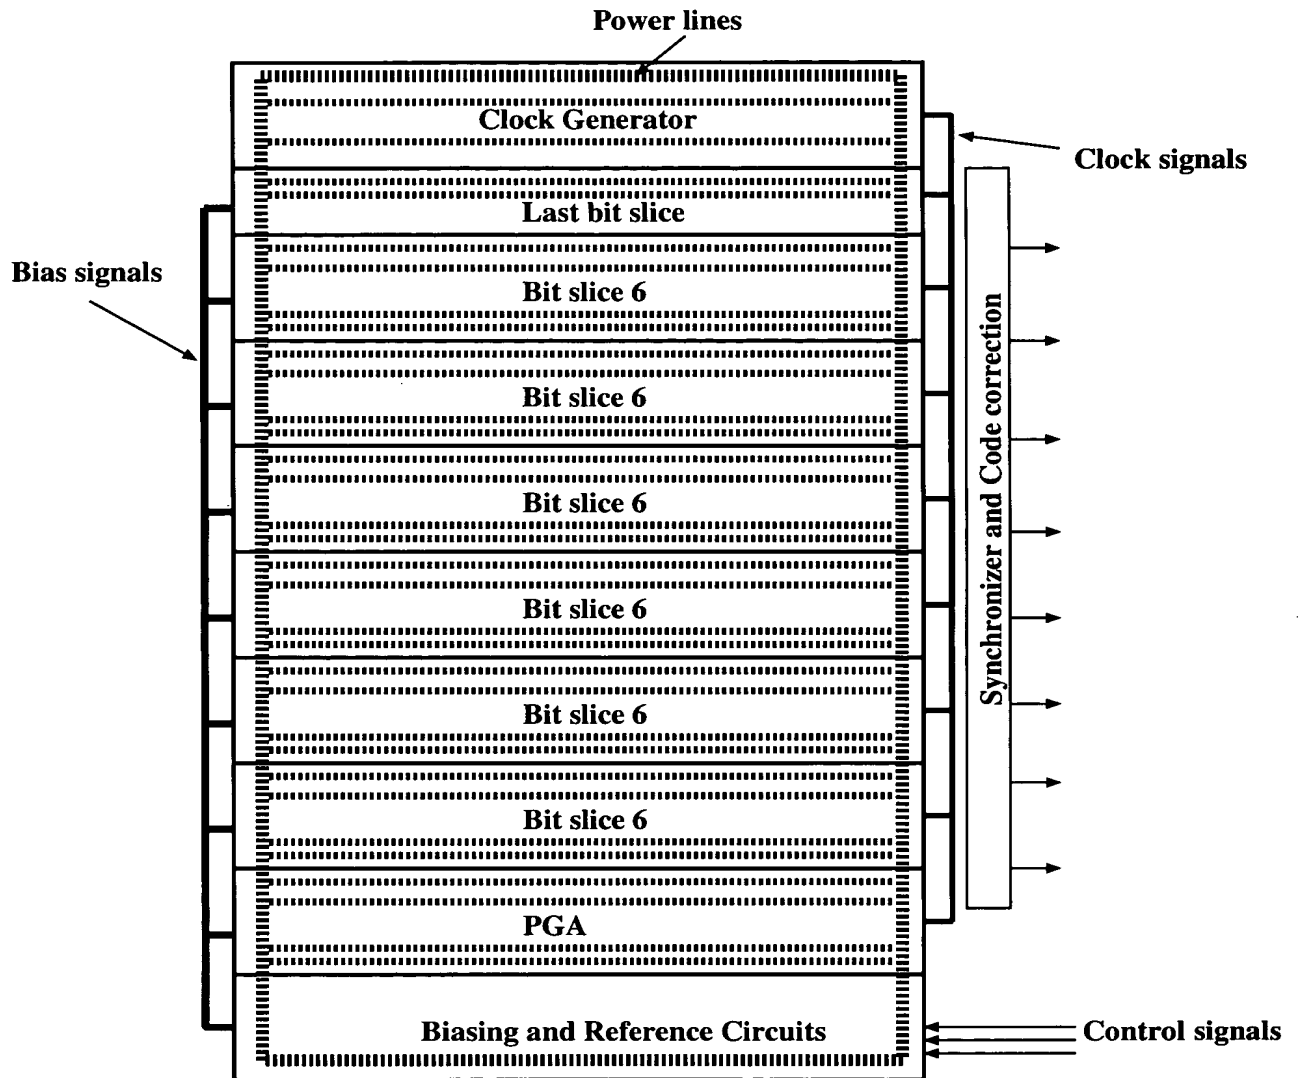 Power lines
Clock Generator
Clock signals
Last bit slice
Bias signals
Bit slice 6
Bit slice 6
Bit slice 6
Bit slice 6
Bit slice 6
Bit slice 6
Synchronizer and Code correction
PGA
Biasing and Reference Circuits
Control signals